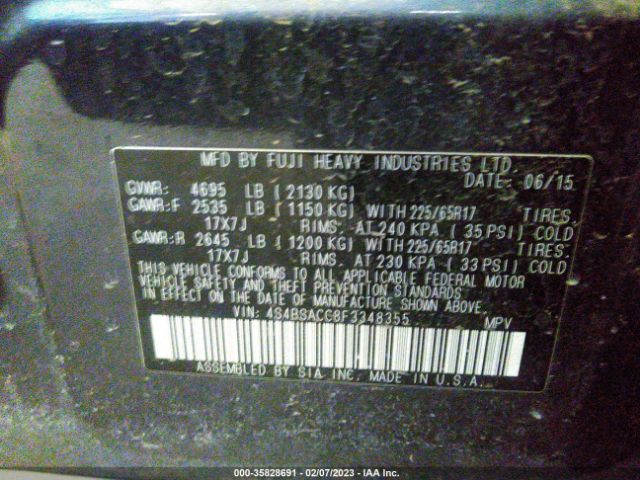 MFD BY FUJI HEAVY INDUSTRIES LTD.
DATE: 06/15
GVWR: 4695 LB (2130 KG)
GAWR:F 2535 LB (1150 KG) WITH 225/65R17 TIRES.
17X7J RIMS. AT 240 KPA (35 PSI) COLD
GAWR:R 2645 LB (1200 KG) WITH 225/65R17 TIRES.
17X7J RIMS. AT 230 KPA (33 PSI) COLD
THIS VEHICLE CONFORMS TO ALL APPLICABLE FEDERAL MOTOR
VEHICLE SAFETY AND THEFT PREVENTION STANDARDS
IN EFFECT ON THE DATE OF MANUFACTURE SHOWN ABOVE.
VIN: 4S4BSACC8F3348355 MPV
ASSEMBLED BY SIA INC. MADE IN U.S.A.
000-35828691 - 02/07/2023 - IAA Inc.